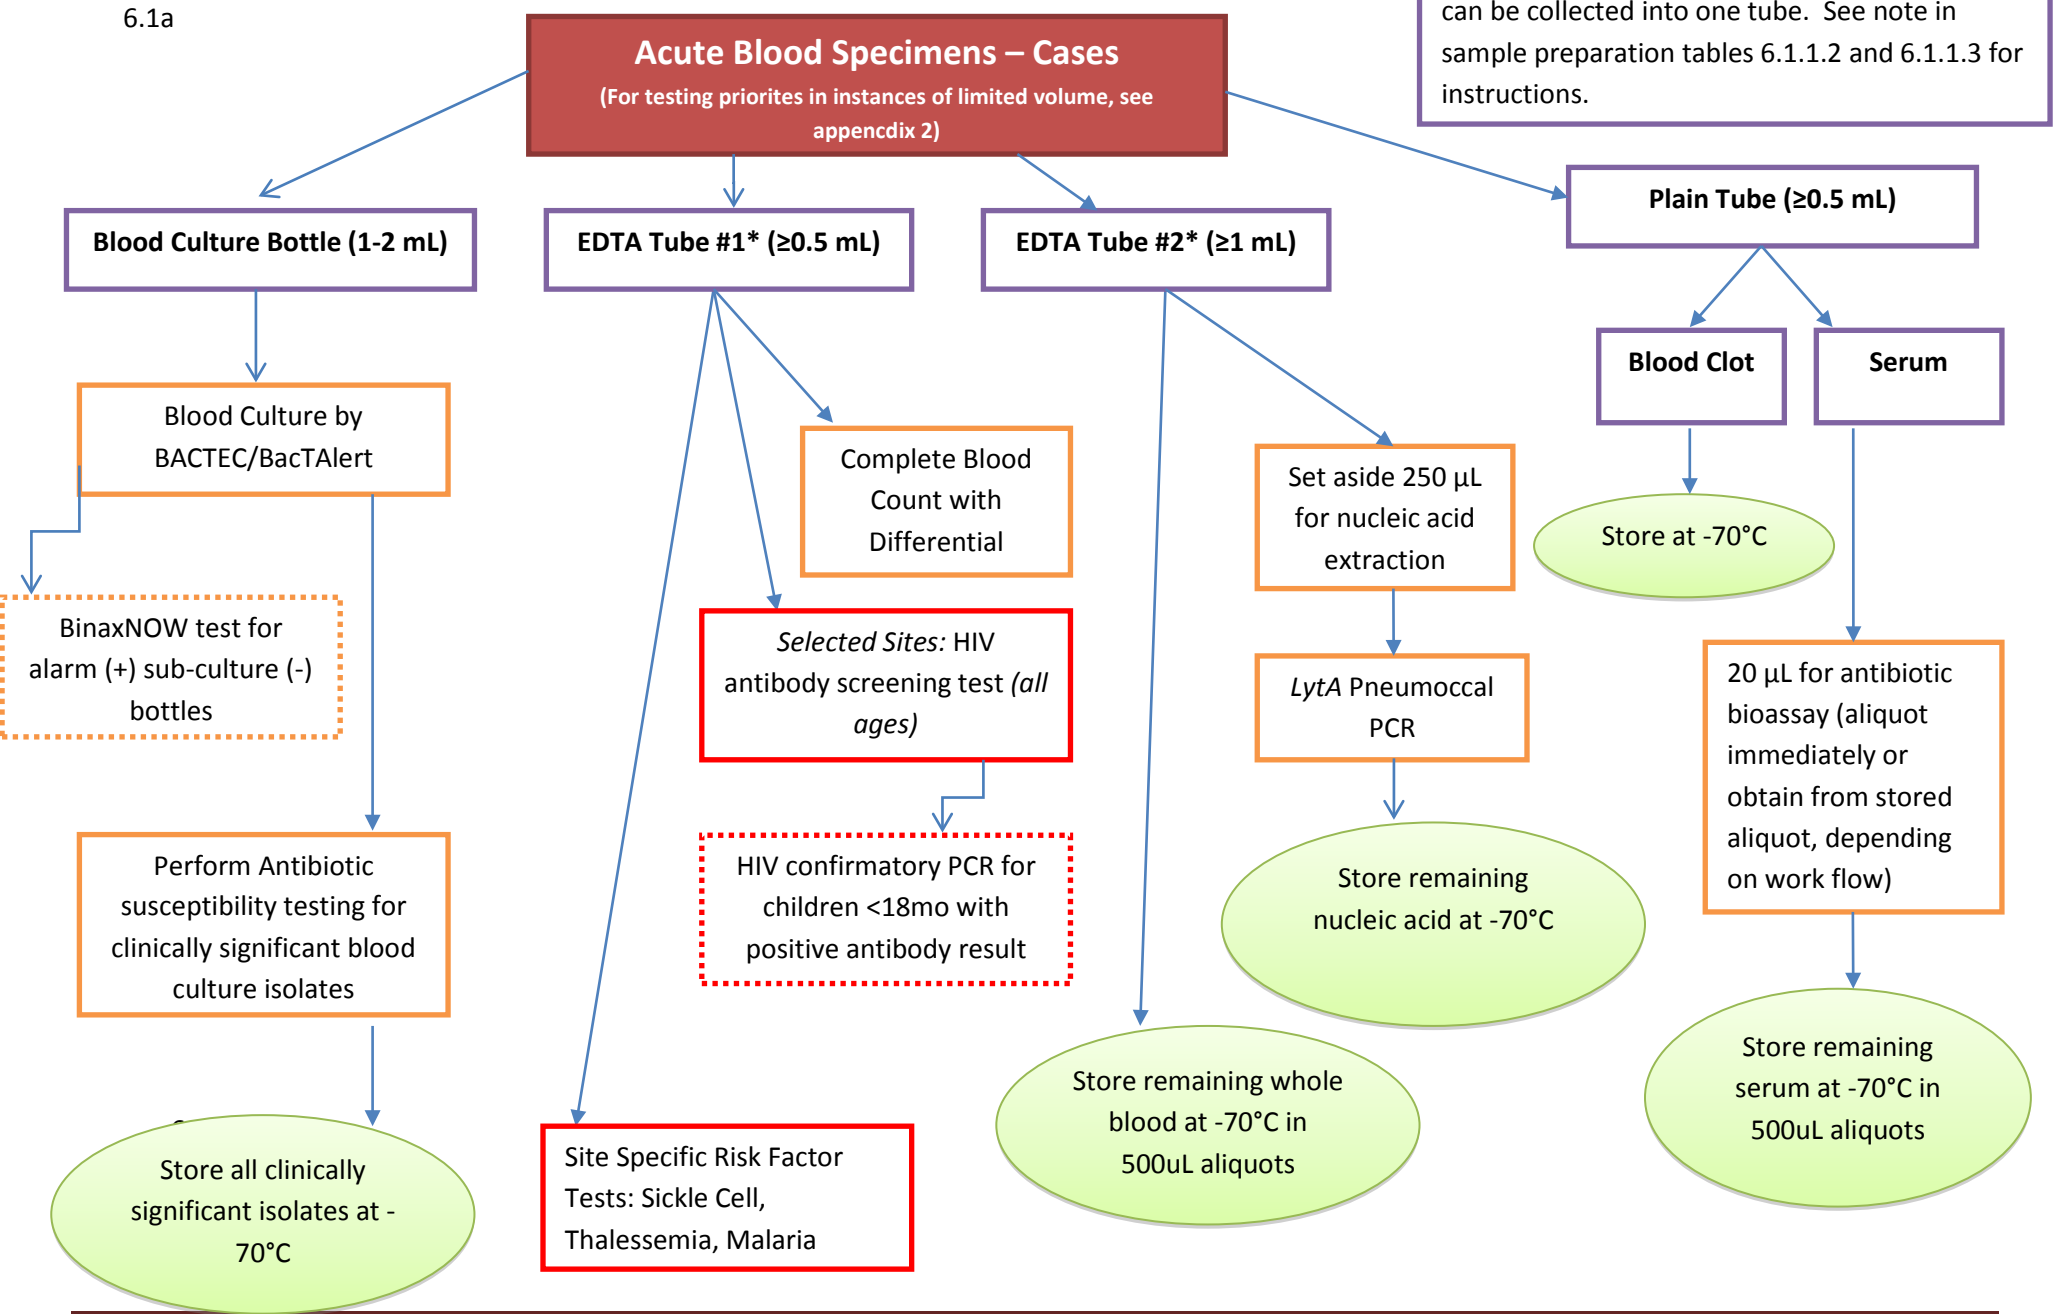 6.1a
can be collected into one tube.  See note in
sample preparation tables 6.1.1.2 and 6.1.1.3 for
instructions.
Acute Blood Specimens – Cases
(For testing priorites in instances of limited volume, see
appencdix 2)
Blood Culture Bottle (1-2 mL)
EDTA Tube #1* (≥0.5 mL)
EDTA Tube #2* (≥1 mL)
Plain Tube (≥0.5 mL)
Blood Clot
Serum
Blood Culture by
BACTEC/BacTAlert
Complete Blood
Count with
Differential
Set aside 250 µL
for nucleic acid
extraction
Store at -70°C
BinaxNOW test for
alarm (+) sub-culture (-)
bottles
Selected Sites: HIV
antibody screening test (all
ages)
LytA Pneumoccal
PCR
20 µL for antibiotic
bioassay (aliquot
immediately or
obtain from stored
aliquot, depending
on work flow)
Perform Antibiotic
susceptibility testing for
clinically significant blood
culture isolates
HIV confirmatory PCR for
children <18mo with
positive antibody result
Store remaining
nucleic acid at -70°C
Store remaining whole
blood at -70°C in
500uL aliquots
Store remaining
serum at -70°C in
500uL aliquots
Store all clinically
significant isolates at -
70°C
Site Specific Risk Factor
Tests: Sickle Cell,
Thalessemia, Malaria